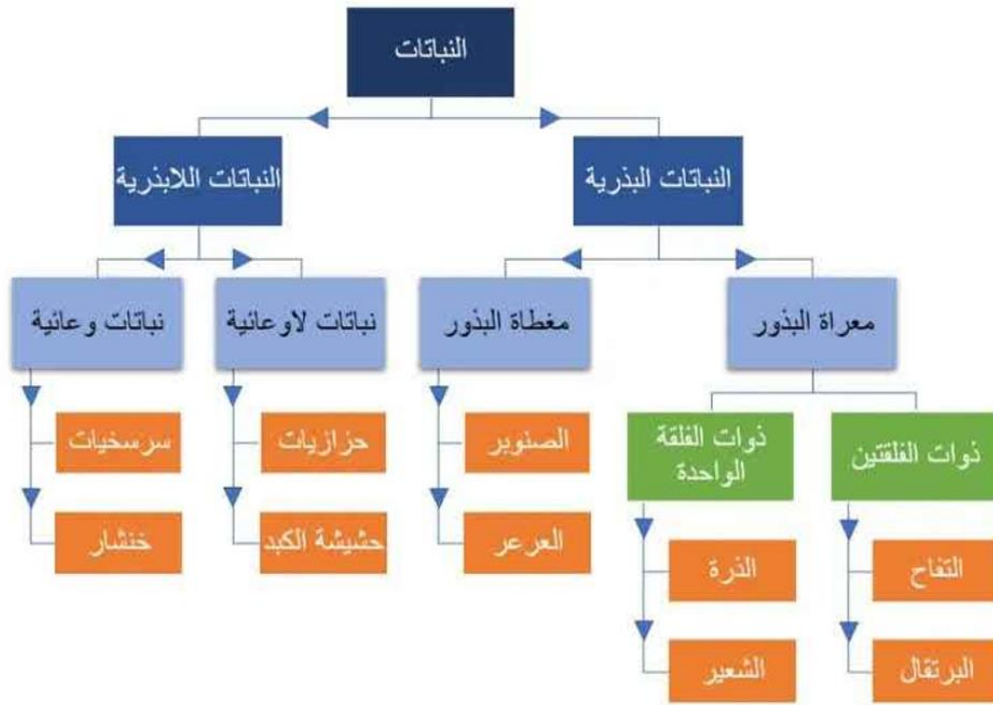 النباتات
النباتات البذرية
النباتات اللابذرية
معراة البذور
مغطاة البذور
نباتات لاوعائية
نباتات وعائية
ذوات الفلقتين
ذوات الفلقة
الواحدة
الصنوبر
حزازيات
سرسخيات
العرعر
حشيشة الكبد
خنشار
التفاح
الذرة
البرتقال
الشعير